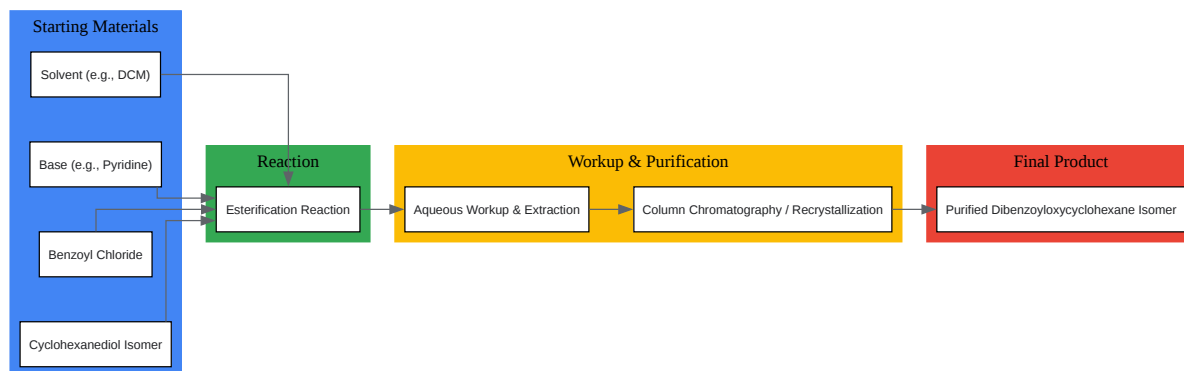 Starting Materials
Solvent (e.g., DCM)
Base (e.g., Pyridine)
Benzoyl Chloride
Cyclohexanediol Isomer
Reaction
Esterification Reaction
Workup & Purification
Aqueous Workup & Extraction
Column Chromatography / Recrystallization
Final Product
Purified Dibenzoyloxycyclohexane Isomer